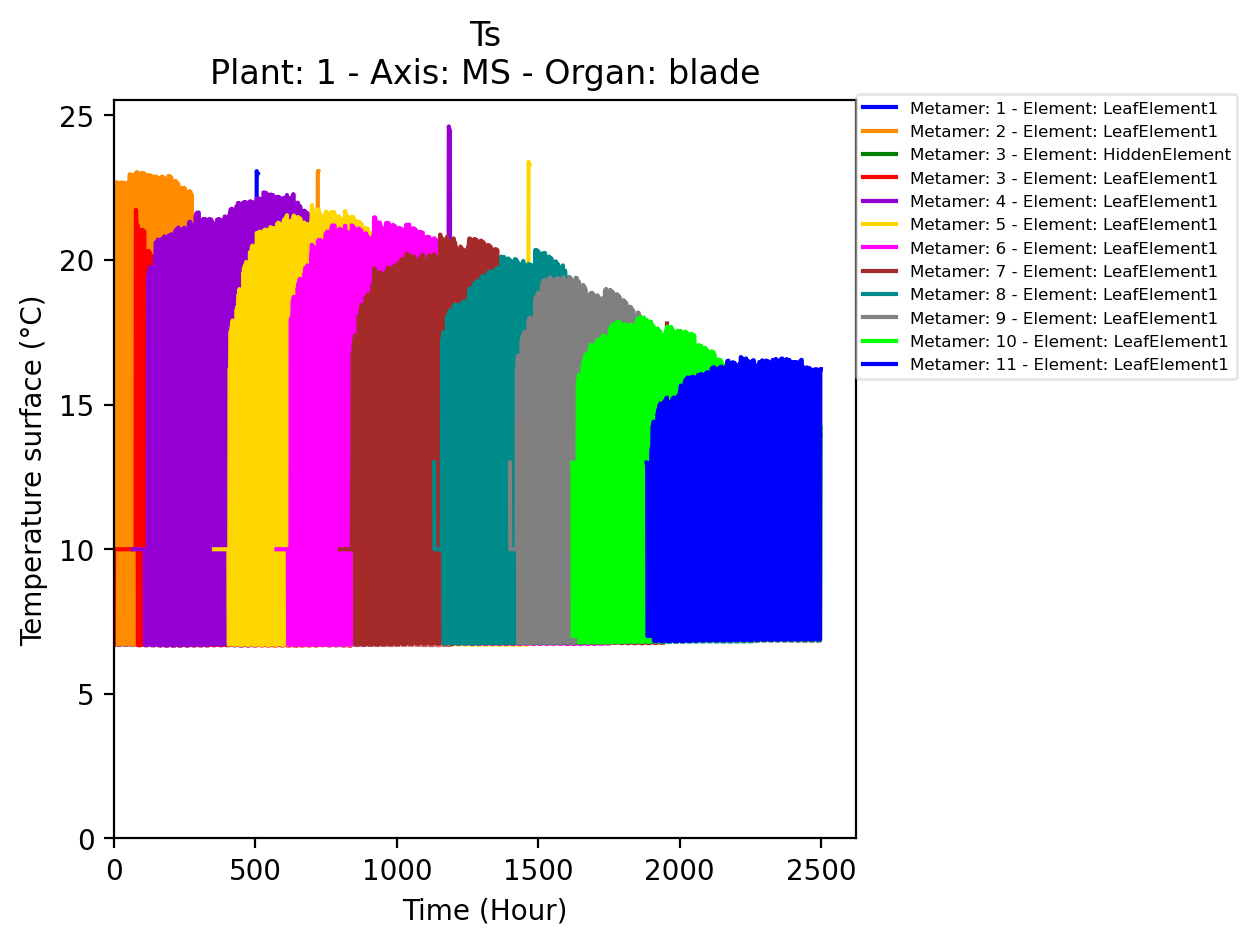 Ts
Plant: 1 - Axis: MS - Organ: blade
25
20
15
10
5
0
Temperature surface (°C)
0 500 1000 1500 2000 2500
Time (Hour)
Metamer: 1 - Element: LeafElement1
Metamer: 2 - Element: LeafElement1
Metamer: 3 - Element: HiddenElement
Metamer: 3 - Element: LeafElement1
Metamer: 4 - Element: LeafElement1
Metamer: 5 - Element: LeafElement1
Metamer: 6 - Element: LeafElement1
Metamer: 7 - Element: LeafElement1
Metamer: 8 - Element: LeafElement1
Metamer: 9 - Element: LeafElement1
Metamer: 10 - Element: LeafElement1
Metamer: 11 - Element: LeafElement1